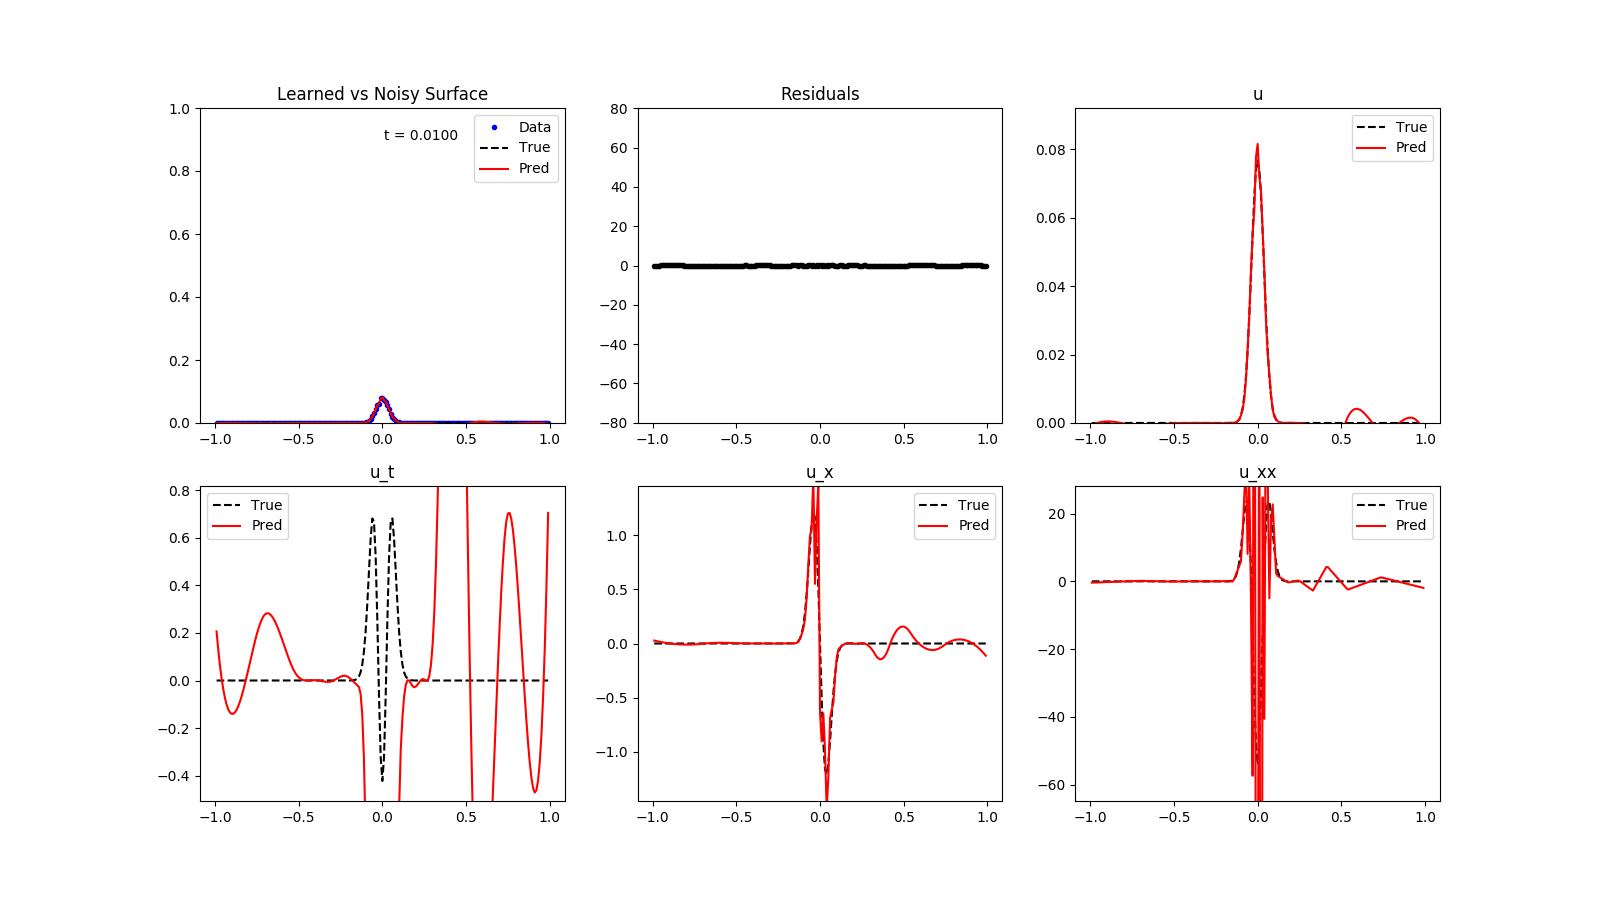 Learned vs Noisy Surface
1.0
0.8
0.6
0.4
0.2
0.0
t = 0.0100
Data
True
Pred
−1.0 −0.5 0.0 0.5 1.0
Residuals
80
60
40
20
0
−20
−40
−60
−80
−1.0 −0.5 0.0 0.5 1.0
u
0.08
0.06
0.04
0.02
0.00
True
Pred
−1.0 −0.5 0.0 0.5 1.0
u_t
0.8
0.6
0.4
0.2
0.0
−0.2
−0.4
True
Pred
−1.0 −0.5 0.0 0.5 1.0
u_x
1.0
0.5
0.0
−0.5
−1.0
True
Pred
−1.0 −0.5 0.0 0.5 1.0
u_xx
20
0
−20
−40
−60
True
Pred
−1.0 −0.5 0.0 0.5 1.0